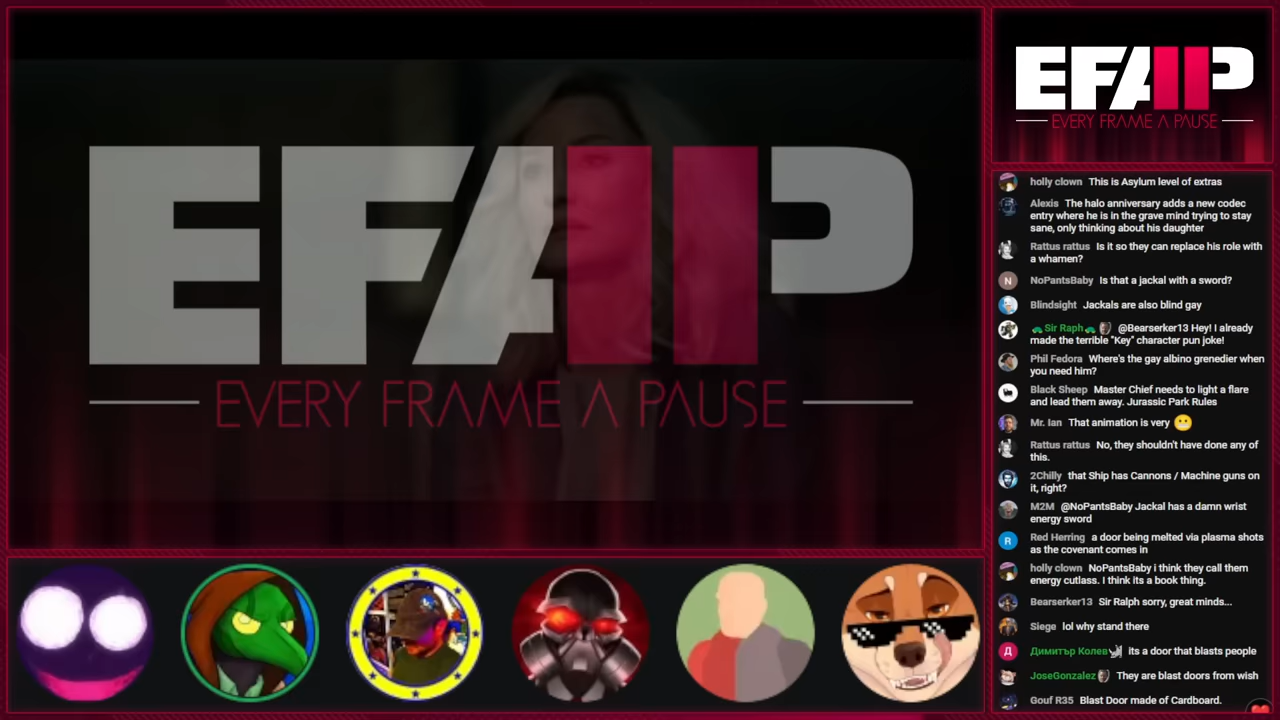 EFAP
EVERY FRAME A PAUSE
EFAP
EVERY FRAME A PAUSE
holly clown This is Asylum level of extras
Alexis The halo anniversary adds a new codec
entry where he is in the grave mind trying to stay
sane, only thinking about his daughter
Rattus rattus Is it so they can replace his role with
a whamen?
N NoPantsBaby Is that a jackal with a sword?
Blindsight Jackals are also blind gay
Sir Raph @Bearserker13 Hey! I already
made the terrible "Key" character pun joke!
Phil Fedora Where's the gay albino grenedier when
you need him?
Black Sheep Master Chief needs to light a flare
and lead them away. Jurassic Park Rules
Mr. Ian That animation is very 😬
Rattus rattus No, they shouldn't have done any of
this.
2Chilly that Ship has Cannons / Machine guns on
it, right?
M2M @NoPantsBaby Jackal has a damn wrist
energy sword
R Red Herring a door being melted via plasma shots
as the covenant comes in
holly clown NoPantsBaby i think they call them
energy cutlass. I think its a book thing.
Bearserker13 Sir Ralph sorry, great minds...
Siege lol why stand there
Д Димитър Колев its a door that blasts people
JoseGonzalez They are blast doors from wish
Gouf R35 Blast Door made of Cardboard.